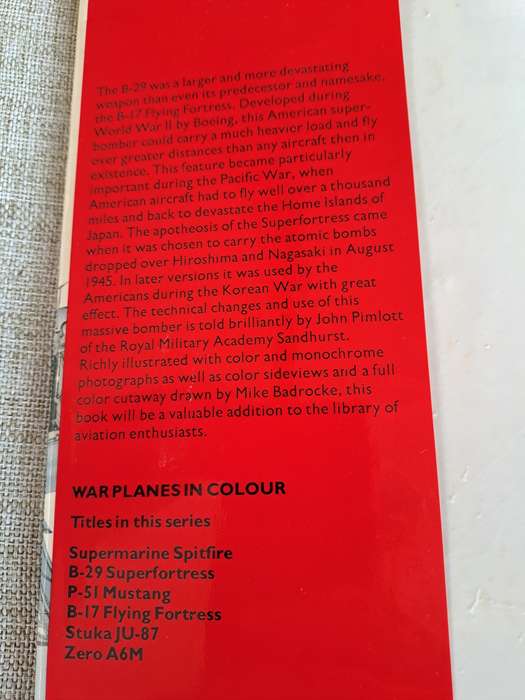 The B-29 was a larger and more devastating
weapon than even its predecessor and namesake,
the B-17 Flying Fortress. Developed during
World War II by Boeing, this American super-
bomber could carry a much heavier load and fly
over greater distances than any aircraft then in
existence. This feature became particularly
important during the Pacific War, when
American aircraft had to fly well over a thousand
miles and back to devastate the Home Islands of
Japan. The apotheosis of the Superfortress came
when it was chosen to carry the atomic bombs
dropped over Hiroshima and Nagasaki in August
1945. In later versions it was used by the
Americans during the Korean War with great
effect. The technical changes and use of this
massive bomber is told brilliantly by John Pimlott
of the Royal Military Academy Sandhurst.
Richly illustrated with color and monochrome
photographs as well as color sideviews and a full
color cutaway drawn by Mike Badrocke, this
book will be a valuable addition to the library of
aviation enthusiasts.
WARPLANES IN COLOUR
Titles in this series
Supermarine Spitfire
B-29 Superfortress
P-51 Mustang
B-17 Flying Fortress
Stuka JU-87
Zero A6M